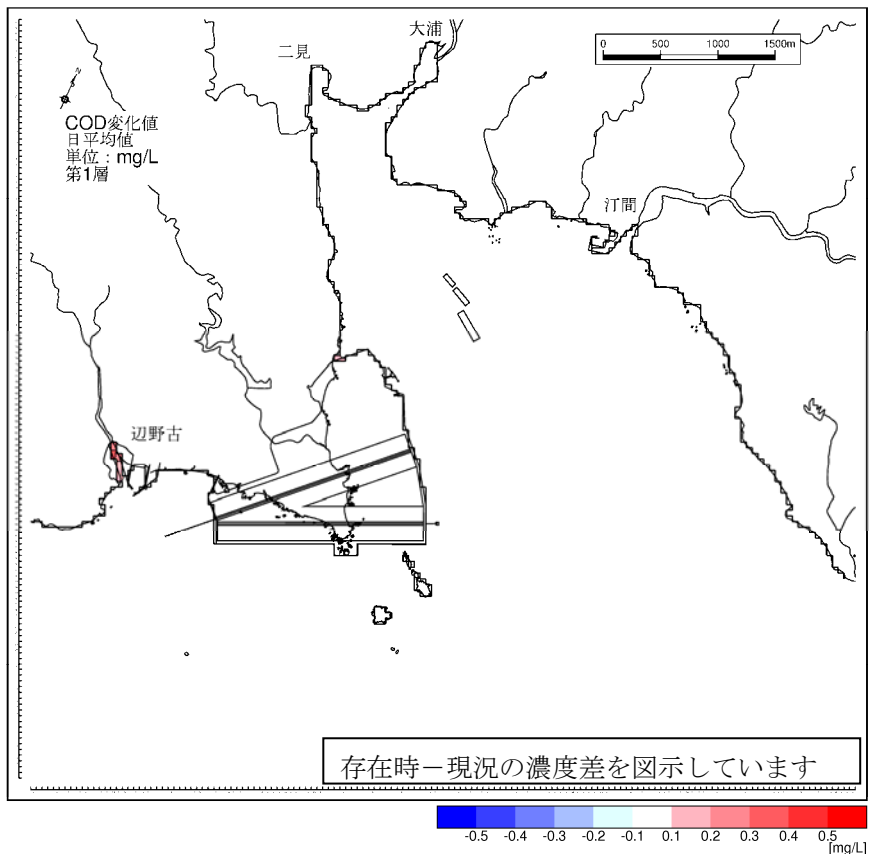 大浦
二見
0 500 1000 1500m
N
COD変化値
日平均値
単位：mg/L
第1層
汀間
辺野古
存在時－現況の濃度差を図示しています
-0.5 -0.4 -0.3 -0.2 -0.1 0.1 0.2 0.3 0.4 0.5
[mg/L]